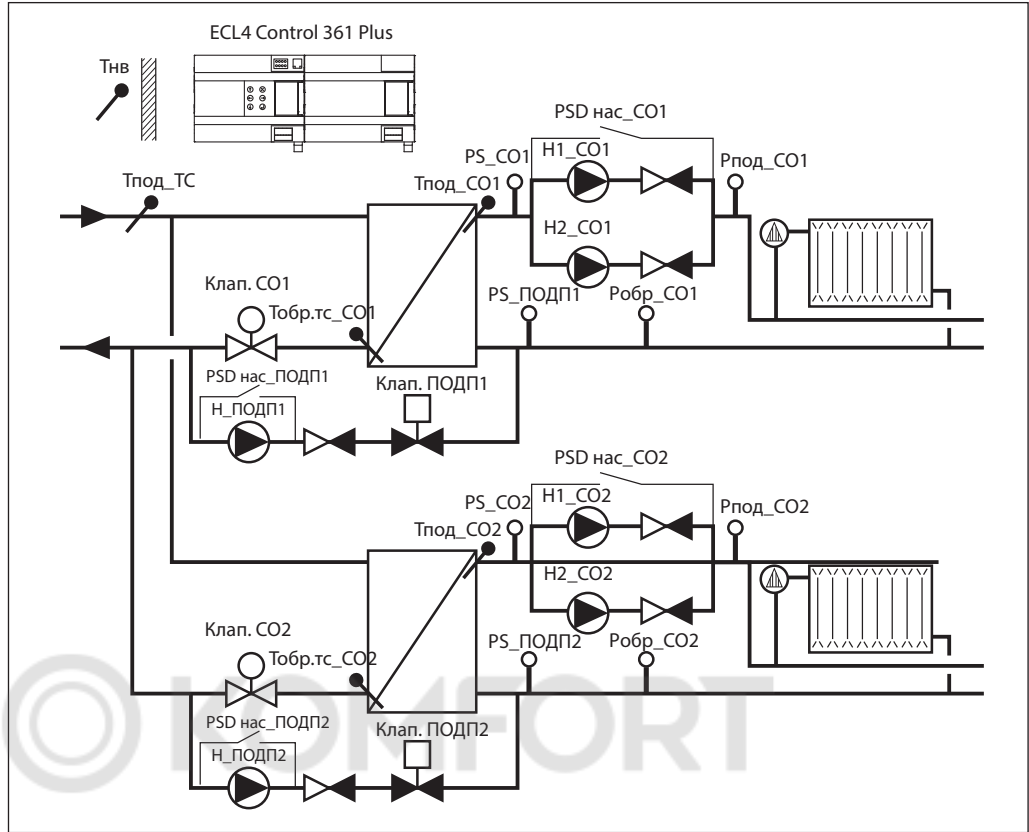 ECL4 Control 361 Plus
Тнв
PSD нас_СО1
PS_СО1
Н1_СО1
Рпод_СО1
Тпод_ТС
Тпод_СО1
Н2_СО1
Клап. СО1
PS_ПОДП1
Робр_СО1
Тобр.тс_СО1
PSD нас_ПОДП1
Клап. ПОДП1
Н_ПОДП1
PSD нас_СО2
PS_СО2
Н1_СО2
Рпод_СО2
Тпод_СО2
Н2_СО2
Клап. СО2
PS_ПОДП2
Робр_СО2
Тобр.тс_СО2
PSD нас_ПОДП2
Клап. ПОДП2
Н_ПОДП2
KOMFORT